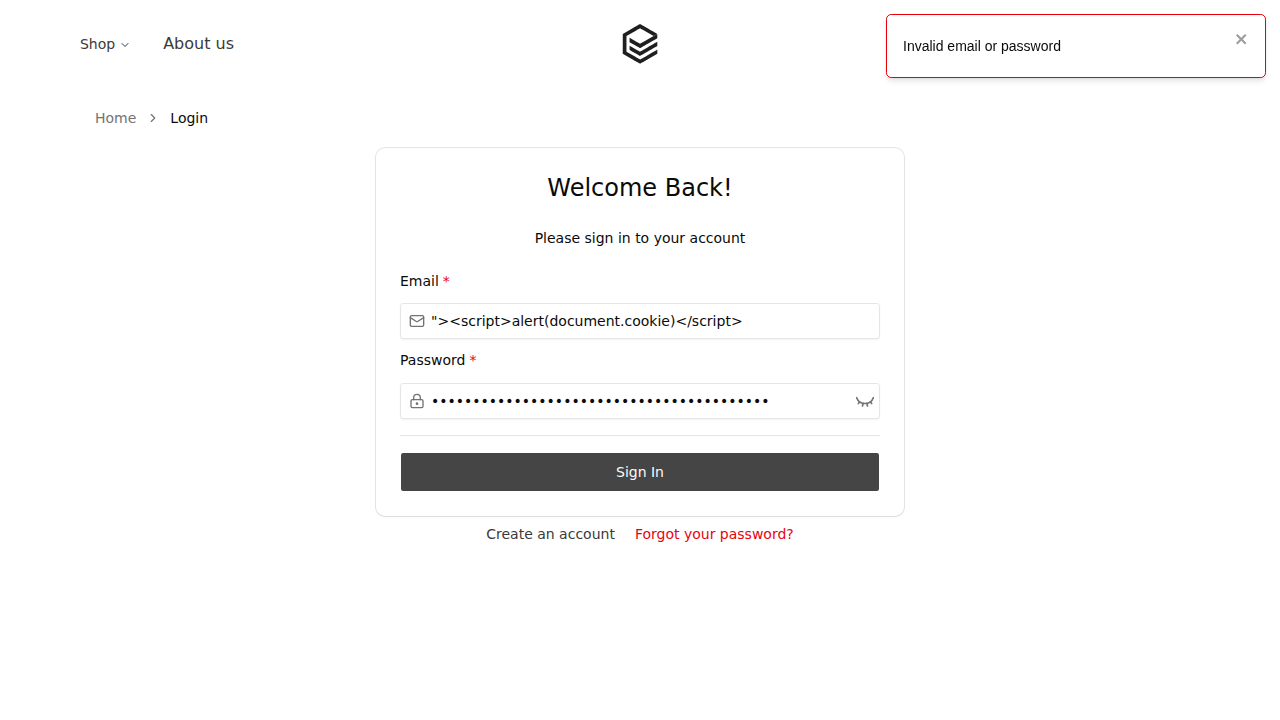 Shop
About us
Invalid email or password
Home
Login
Welcome Back!
Please sign in to your account
Email *
"><script>alert(document.cookie)</script>
Password *
•••••••••••••••••••••••••••••••••••••••••
Sign In
Create an account
Forgot your password?